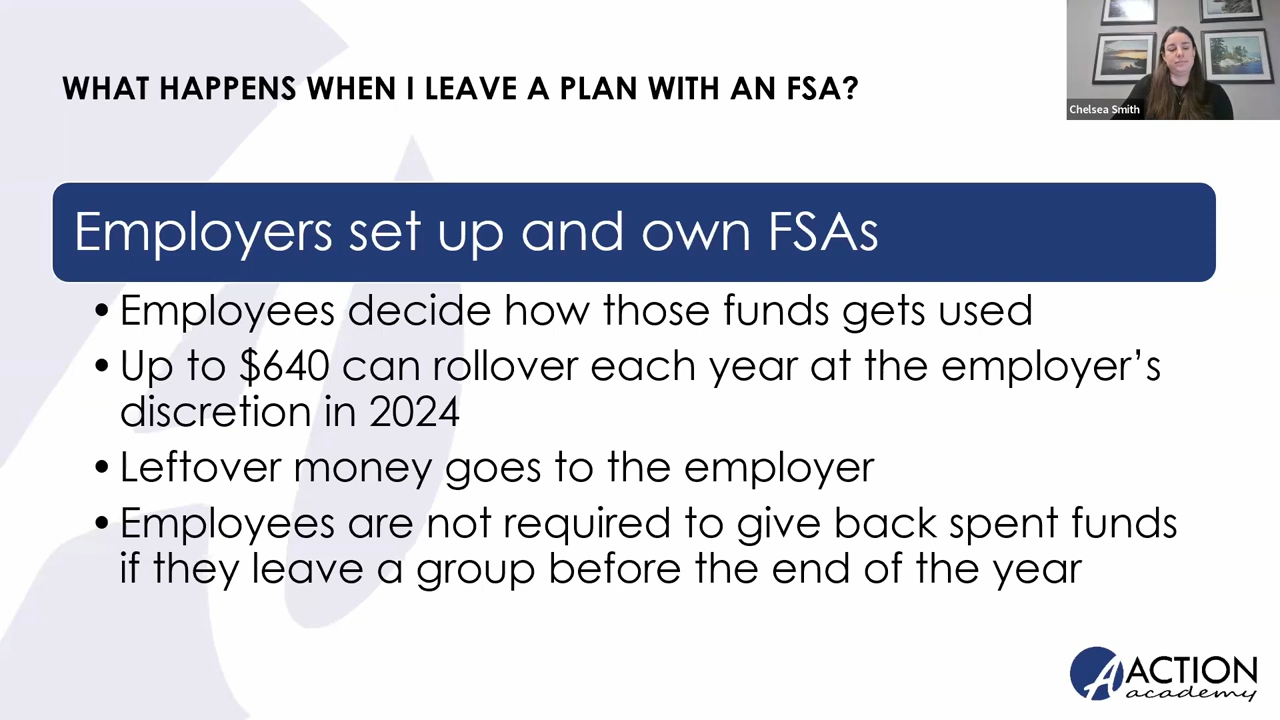 WHAT HAPPENS WHEN I LEAVE A PLAN WITH AN FSA?
Chelsea Smith
Employers set up and own FSAs
•Employees decide how those funds gets used
•Up to $640 can rollover each year at the employer’s
discretion in 2024
•Leftover money goes to the employer
•Employees are not required to give back spent funds
if they leave a group before the end of the year
A ACTION
academy